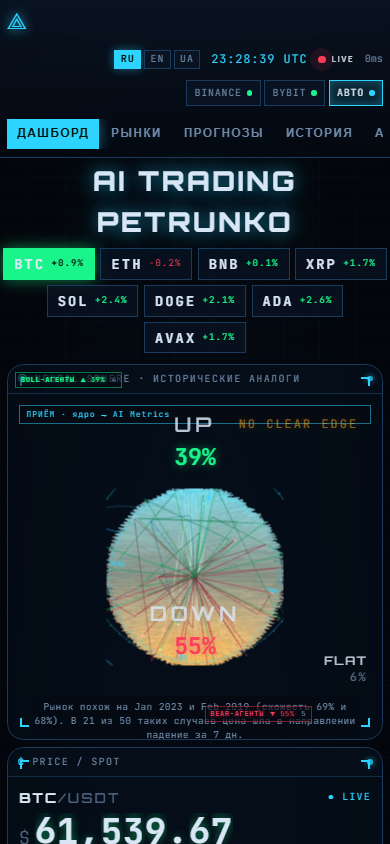 RU EN UA 23:28:39 UTC LIVE 0ms
BINANCE BYBIT АВТО
ДАШБОРД РЫНКИ ПРОГНОЗЫ ИСТОРИЯ А
AI TRADING
PETRUNKO
BTC +0.9% ETH -0.2% BNB +0.1% XRP +1.7%
SOL +2.4% DOGE +2.1% ADA +2.6%
AVAX +1.7%
BULL-АГЕНТЫ ▲ 39% · ИСТОРИЧЕСКИЕ АНАЛОГИ
ПРИЁМ · ядро → AI Metrics
UP NO CLEAR EDGE
39%
DOWN
55%
FLAT
6%
Рынок похож на Jan 2023 и Feb 2019 (схожесть 69% и
BEAR-АГЕНТЫ ▼ 55% 5
68%). В 21 из 50 таких случаев цена шла в направлении
падение за 7 дн.
PRICE / SPOT
BTC/USDT LIVE
$61,539.67